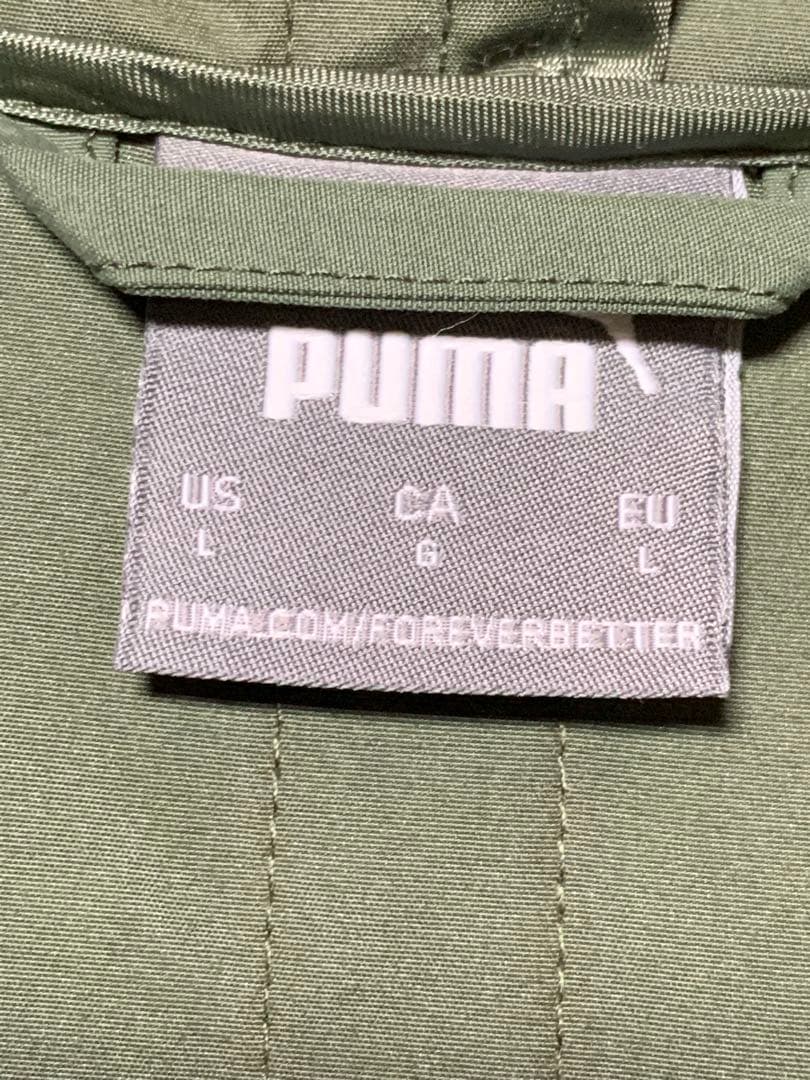 PUMA
US CA EU
L G L
PUMA.COM/FOREVERBETTER